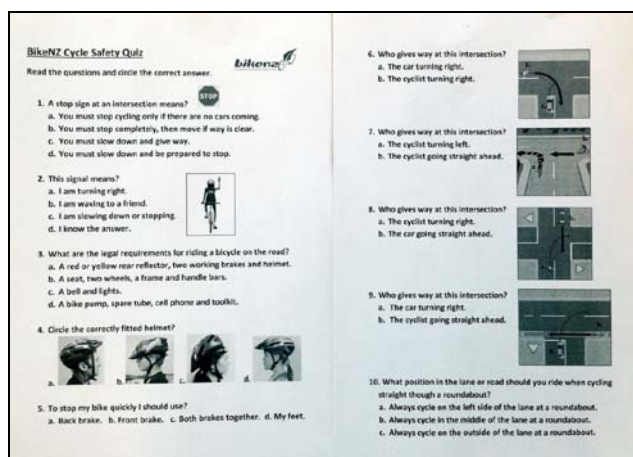 BikeNZ Cycle Safety Quiz
bikenz
Read the questions and circle the correct answer.
1. A stop sign at an intersection means?
STOP
a. You must stop cycling only if there are no cars coming.
b. You must stop completely, then move if way is clear.
c. You must slow down and give way.
d. You must slow down and be prepared to stop.
2. This signal means?
a. I am turning right.
b. I am waving to a friend.
c. I am slowing down or stopping.
d. I know the answer.
3. What are the legal requirements for riding a bicycle on the road?
a. A red or yellow rear reflector, two working brakes and helmet.
b. A seat, two wheels, a frame and handle bars.
c. A bell and lights.
d. A bike pump, spare tube, cell phone and toolkit.
4. Circle the correctly fitted helmet?
a. b. c. d.
5. To stop my bike quickly I should use?
a. Back brake. b. Front brake. c. Both brakes together. d. My feet.
6. Who gives way at this intersection?
a. The car turning right.
b. The cyclist turning right.
7. Who gives way at this intersection?
a. The cyclist turning left.
b. The cyclist going straight ahead.
8. Who gives way at this intersection?
a. The cyclist turning right.
b. The car going straight ahead.
9. Who gives way at this intersection?
a. The car turning right.
b. The cyclist going straight ahead.
10. What position in the lane or road should you ride when cycling
straight though a roundabout?
a. Always cycle on the left side of the lane at a roundabout.
b. Always cycle in the middle of the lane at a roundabout.
c. Always cycle on the outside of the lane at a roundabout.